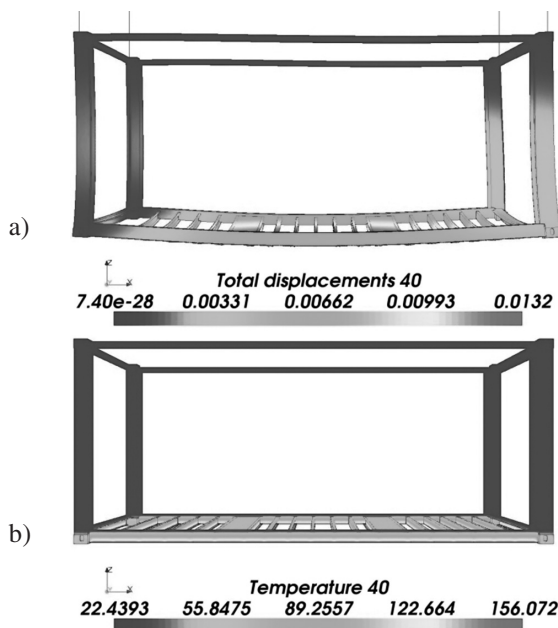 a)
Z
X
Total displacements 40
7.40e-28 0.00331 0.00662 0.00993 0.0132
b)
Z
X
Temperature 40
22.4393 55.8475 89.2557 122.664 156.072